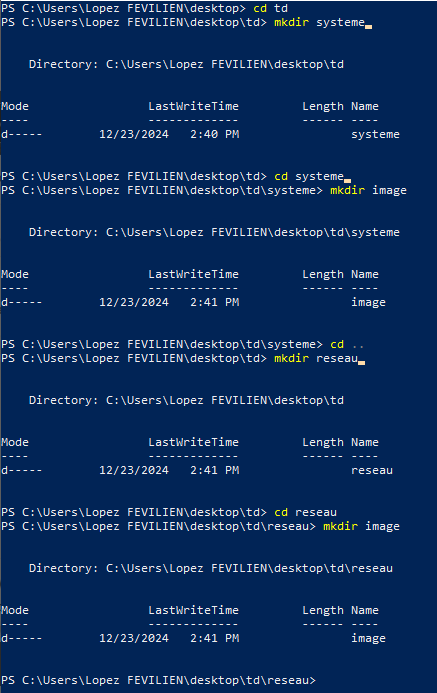 PS C:\Users\Lopez FEVILIEN\desktop> cd td
PS C:\Users\Lopez FEVILIEN\desktop\td> mkdir systeme
Directory: C:\Users\Lopez FEVILIEN\desktop\td
Mode LastWriteTime Length Name
---- ------------- ------ ----
d----- 12/23/2024 2:40 PM systeme
PS C:\Users\Lopez FEVILIEN\desktop\td> cd systeme
PS C:\Users\Lopez FEVILIEN\desktop\td\systeme> mkdir image
Directory: C:\Users\Lopez FEVILIEN\desktop\td\systeme
Mode LastWriteTime Length Name
---- ------------- ------ ----
d----- 12/23/2024 2:41 PM image
PS C:\Users\Lopez FEVILIEN\desktop\td\systeme> cd ..
PS C:\Users\Lopez FEVILIEN\desktop\td> mkdir reseau
Directory: C:\Users\Lopez FEVILIEN\desktop\td
Mode LastWriteTime Length Name
---- ------------- ------ ----
d----- 12/23/2024 2:41 PM reseau
PS C:\Users\Lopez FEVILIEN\desktop\td> cd reseau
PS C:\Users\Lopez FEVILIEN\desktop\td\reseau> mkdir image
Directory: C:\Users\Lopez FEVILIEN\desktop\td\reseau
Mode LastWriteTime Length Name
---- ------------- ------ ----
d----- 12/23/2024 2:41 PM image
PS C:\Users\Lopez FEVILIEN\desktop\td\reseau>